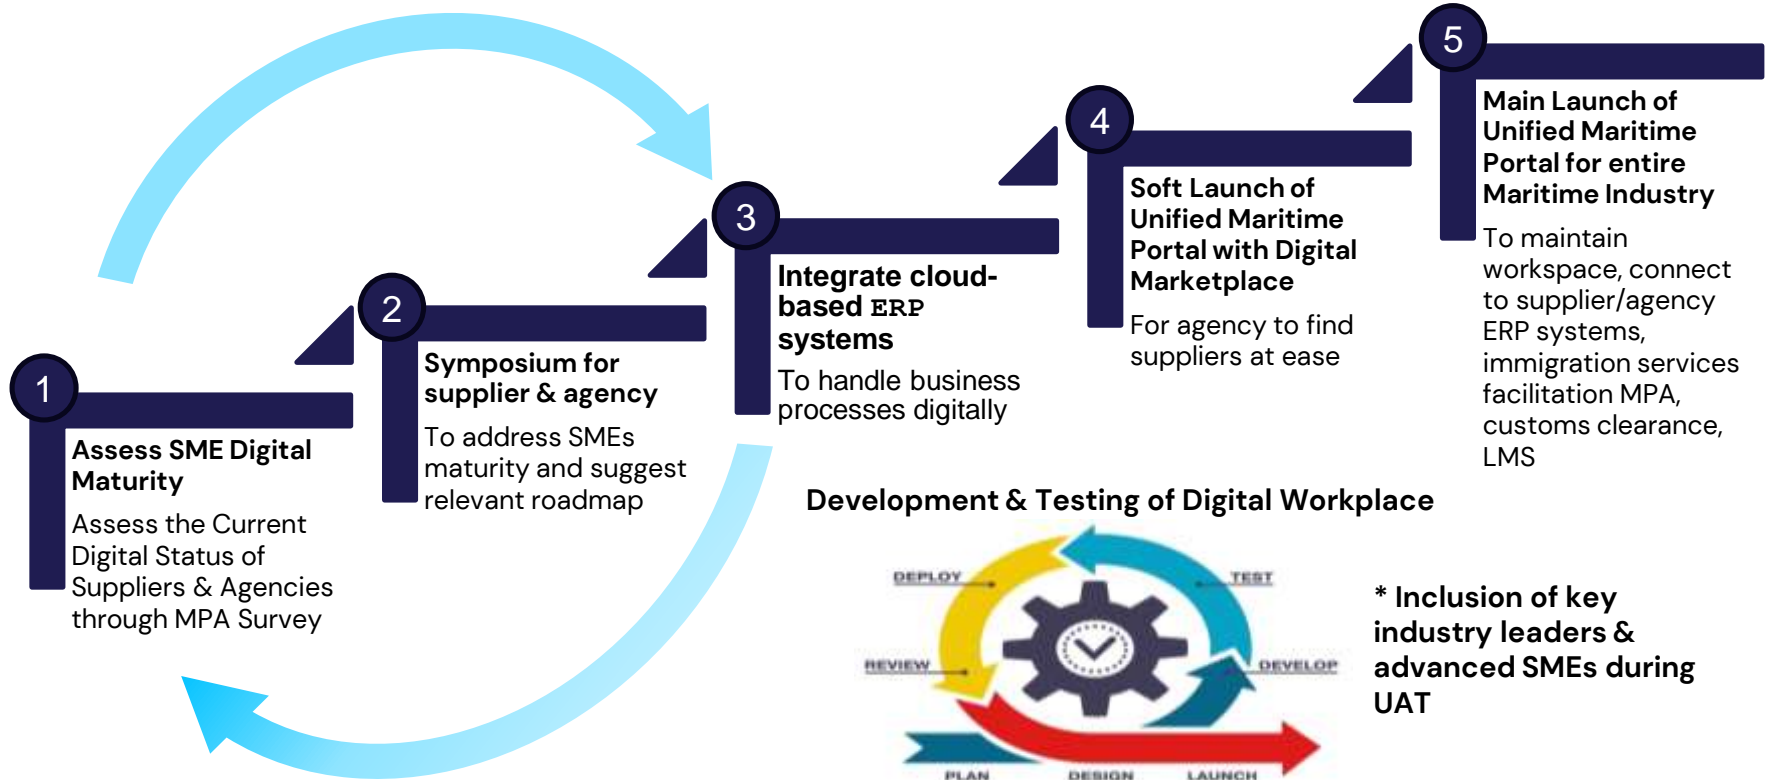 1
Assess SME Digital
Maturity
Assess the Current
Digital Status of
Suppliers & Agencies
through MPA Survey
2
Symposium for
supplier & agency
To address SMEs
maturity and suggest
relevant roadmap
3
Integrate cloud-
based ERP
systems
To handle business
processes digitally
4
Soft Launch of
Unified Maritime
Portal with Digital
Marketplace
For agency to find
suppliers at ease
5
Main Launch of
Unified Maritime
Portal for entire
Maritime Industry
To maintain
workspace, connect
to supplier/agency
ERP systems,
immigration services
facilitation MPA,
customs clearance,
LMS
Development & Testing of Digital Workplace
DEPLOY
TEST
REVIEW
DEVELOP
PLAN
DESIGN
LAUNCH
* Inclusion of key
industry leaders &
advanced SMEs during
UAT